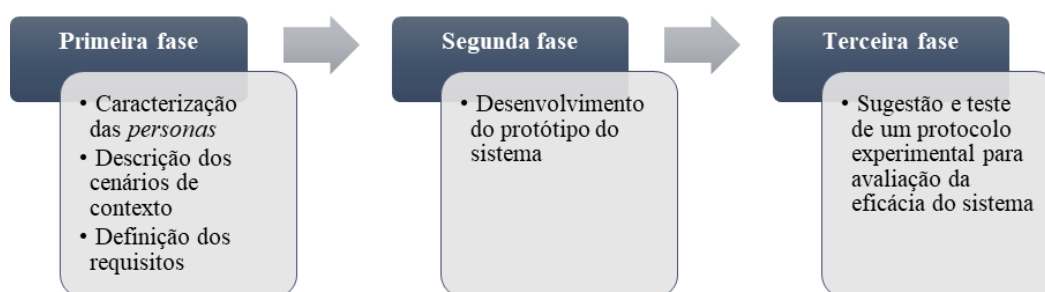 Primeira fase
• Caracterização
das personas
• Descrição dos
cenários de
contexto
• Definição dos
requisitos
Segunda fase
• Desenvolvimento
do protótipo do
sistema
Terceira fase
• Sugestão e teste
de um protocolo
experimental para
avaliação da
eficácia do sistema